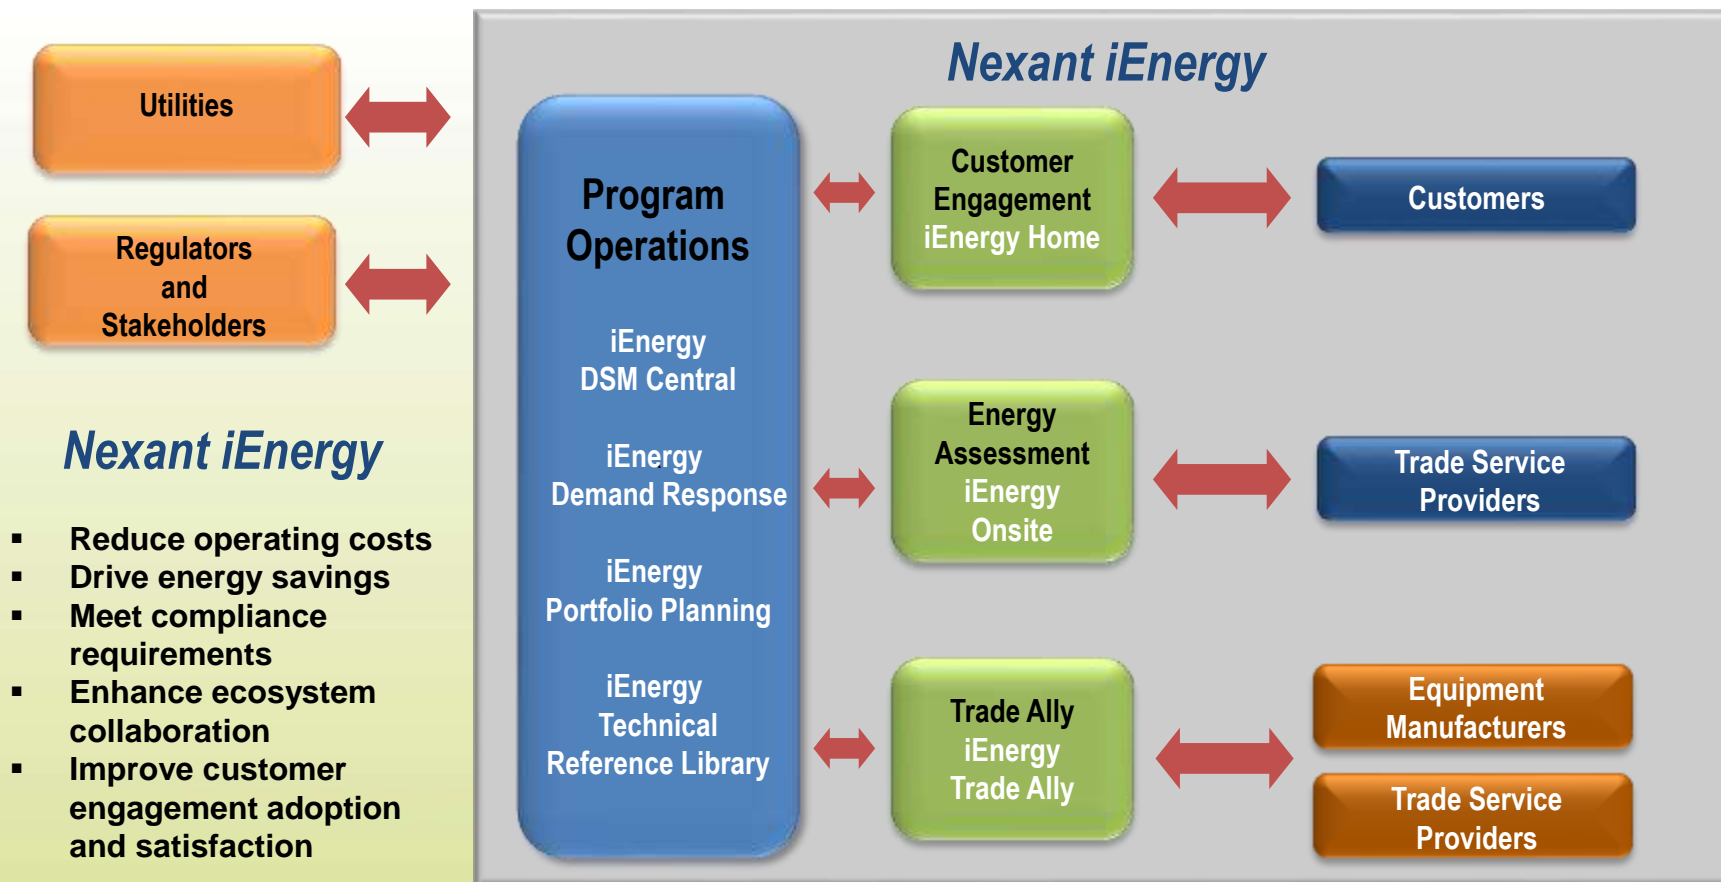 Utilities
Regulators
and
Stakeholders
Nexant iEnergy
▪ Reduce operating costs
▪ Drive energy savings
▪ Meet compliance
requirements
▪ Enhance ecosystem
collaboration
▪ Improve customer
engagement adoption
and satisfaction
Nexant iEnergy
Program
Operations
iEnergy
DSM Central
iEnergy
Demand Response
iEnergy
Portfolio Planning
iEnergy
Technical
Reference Library
Customer
Engagement
iEnergy Home
Customers
Energy
Assessment
iEnergy
Onsite
Trade Service
Providers
Trade Ally
iEnergy
Trade Ally
Equipment
Manufacturers
Trade Service
Providers